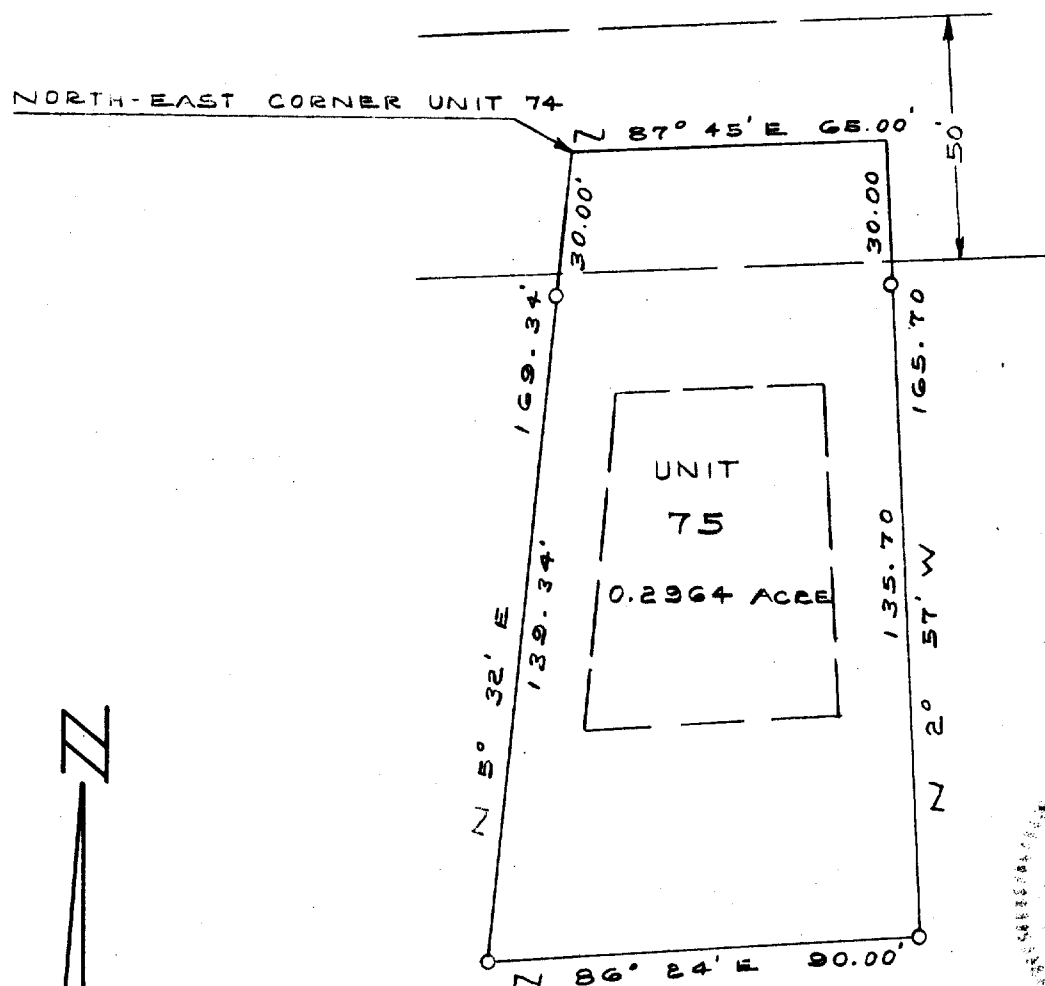 NORTH-EAST CORNER UNIT 74
N 87° 45' E 65.00'
50'
30.00'
30.00
169.34'
165.70
UNIT
75
0.2964 ACRE
139.34'
135.70
N 5° 32' E
N 2° 57' W
N 86° 24' E 90.00'
N